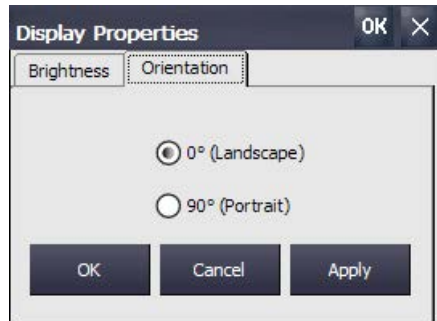 Display Properties OK ×
Brightness Orientation
0° (Landscape)
90° (Portrait)
OK Cancel Apply